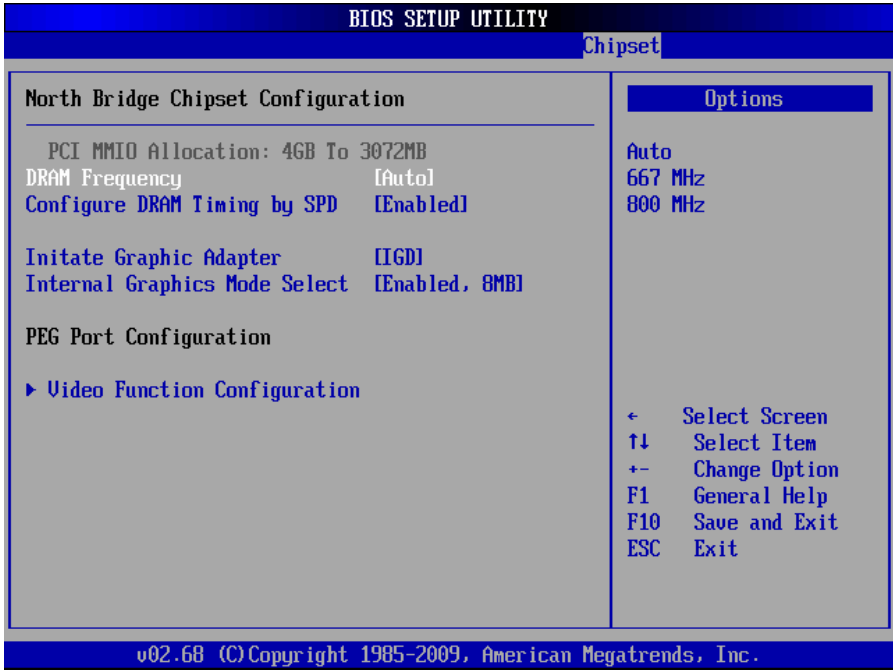 BIOS SETUP UTILITY
Chipset
North Bridge Chipset Configuration
PCI MMIO Allocation: 4GB To 3072MB
DRAM Frequency [Auto]
Configure DRAM Timing by SPD [Enabled]
Initate Graphic Adapter [IGD]
Internal Graphics Mode Select [Enabled, 8MB]
PEG Port Configuration
▶ Video Function Configuration
Options
Auto
667 MHz
800 MHz
← Select Screen
↑↓ Select Item
+- Change Option
F1 General Help
F10 Save and Exit
ESC Exit
v02.68 (C)Copyright 1985-2009, American Megatrends, Inc.